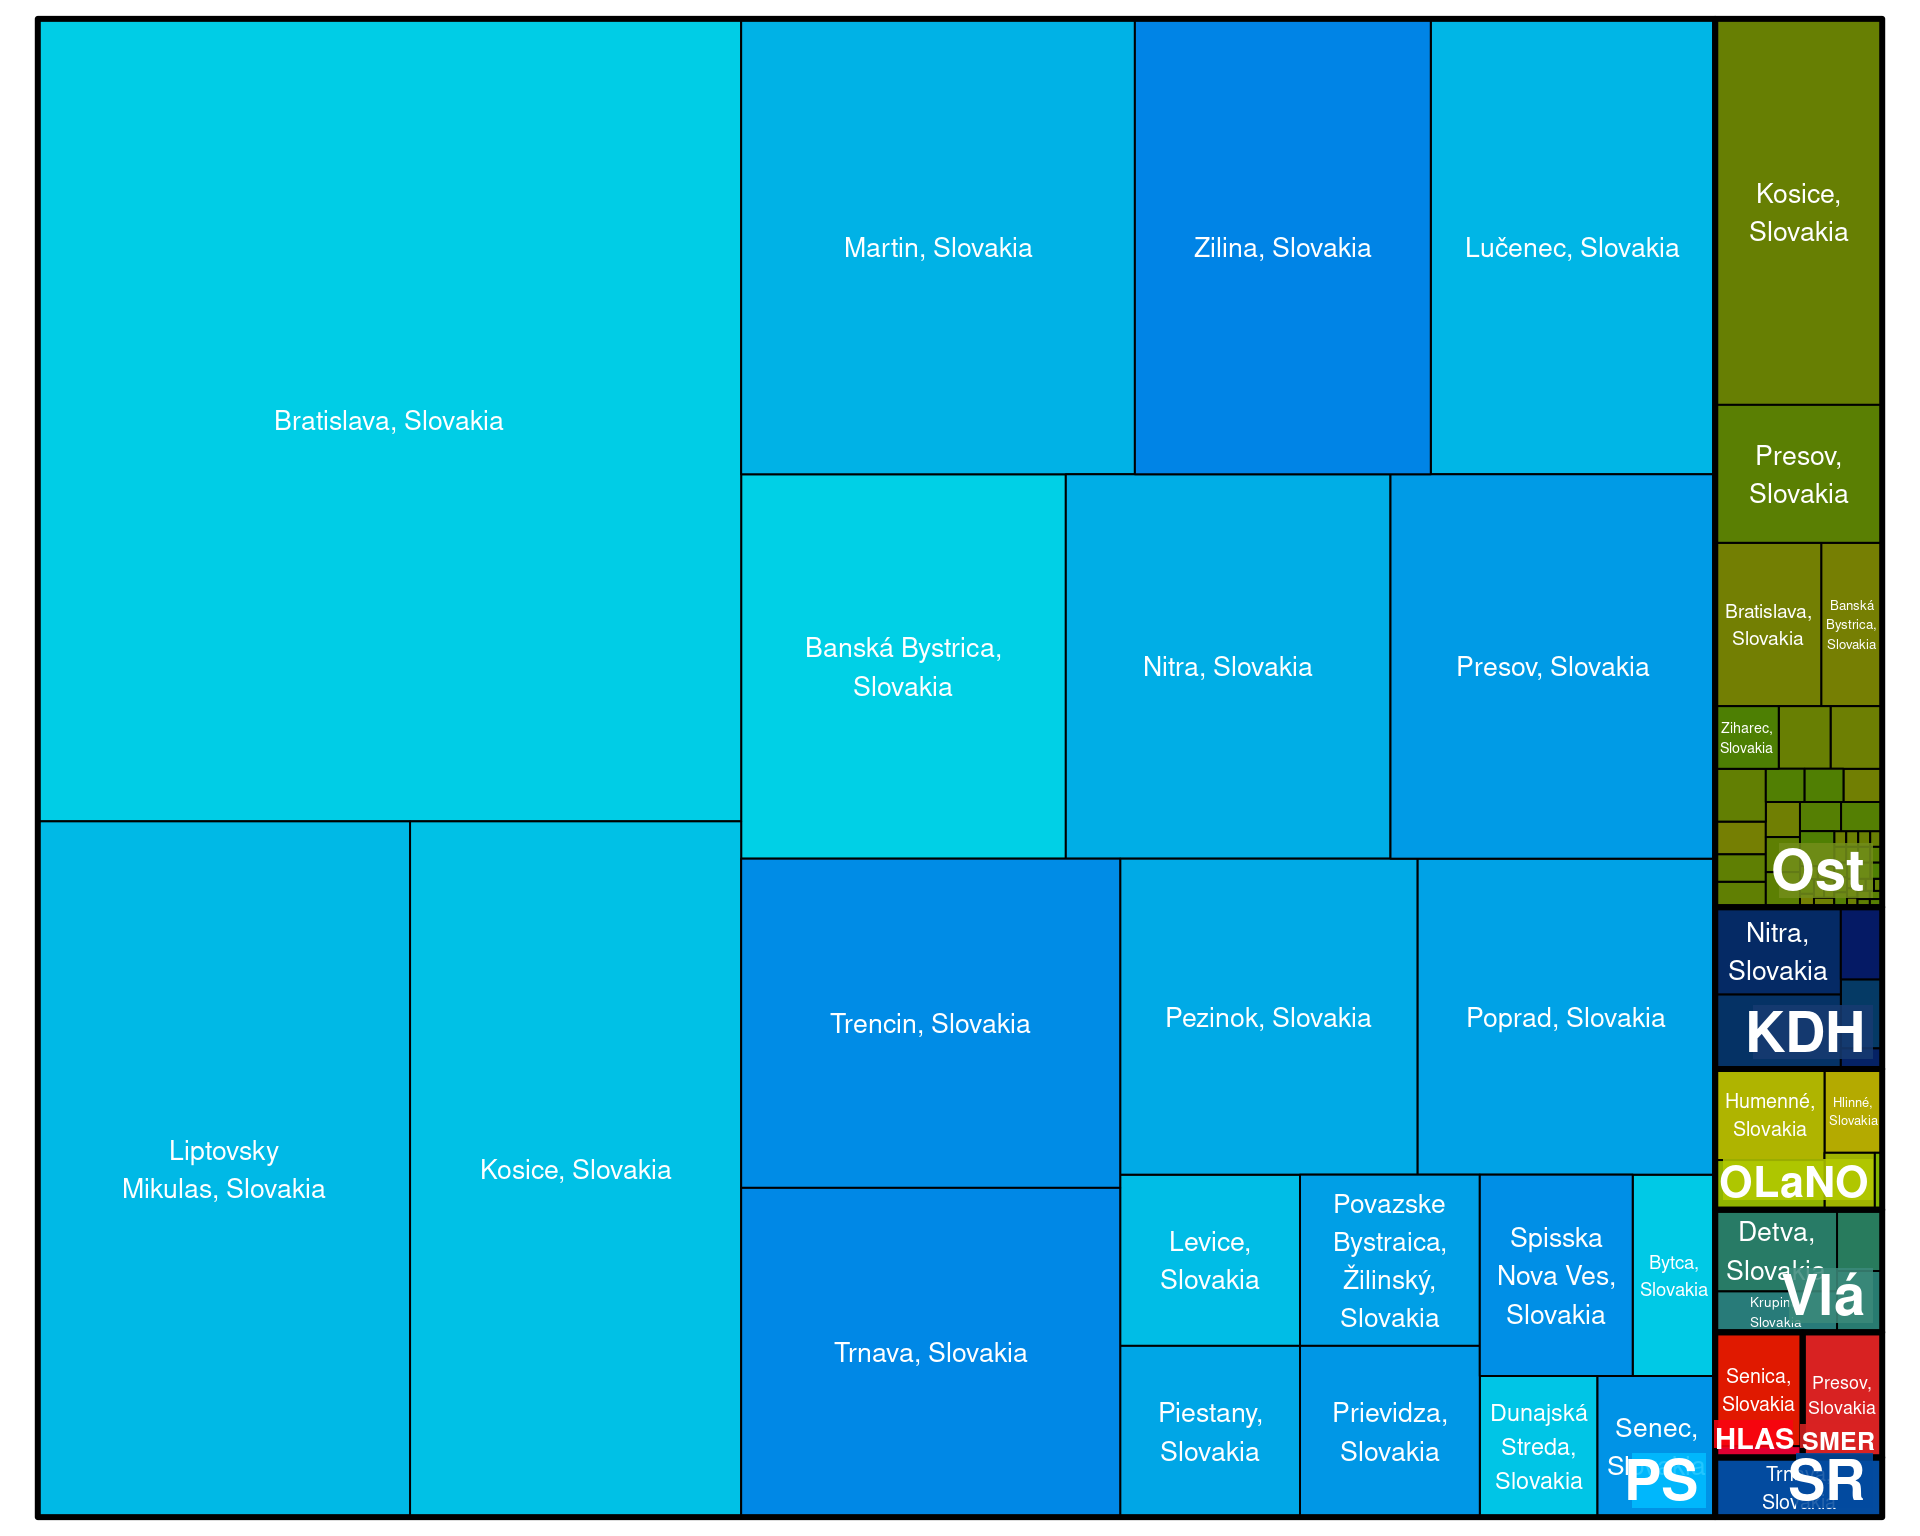 Bratislava, Slovakia
Martin, Slovakia
Zilina, Slovakia
Lučenec, Slovakia
Banská Bystrica,
Slovakia
Nitra, Slovakia
Presov, Slovakia
Liptovsky
Mikulas, Slovakia
Kosice, Slovakia
Trencin, Slovakia
Pezinok, Slovakia
Poprad, Slovakia
Trnava, Slovakia
Levice,
Slovakia
Povazske
Bystraica,
Žilinský,
Slovakia
Spisska
Nova Ves,
Slovakia
Bytca,
Slovakia
Piestany,
Slovakia
Prievidza,
Slovakia
Dunajská
Streda,
Slovakia
Senec,
Slovakia
PS
Kosice,
Slovakia
Presov,
Slovakia
Bratislava,
Slovakia
Banská
Bystrica,
Slovakia
Ziharec,
Slovakia
Ost
Nitra,
Slovakia
KDH
Humenné,
Slovakia
Hlinné,
Slovakia
OLaNO
Detva,
Slovakia
Slovakia
Vlá
Senica,
Slovakia
HLAS
Presov,
Slovakia
SMER
Slovakia
SR